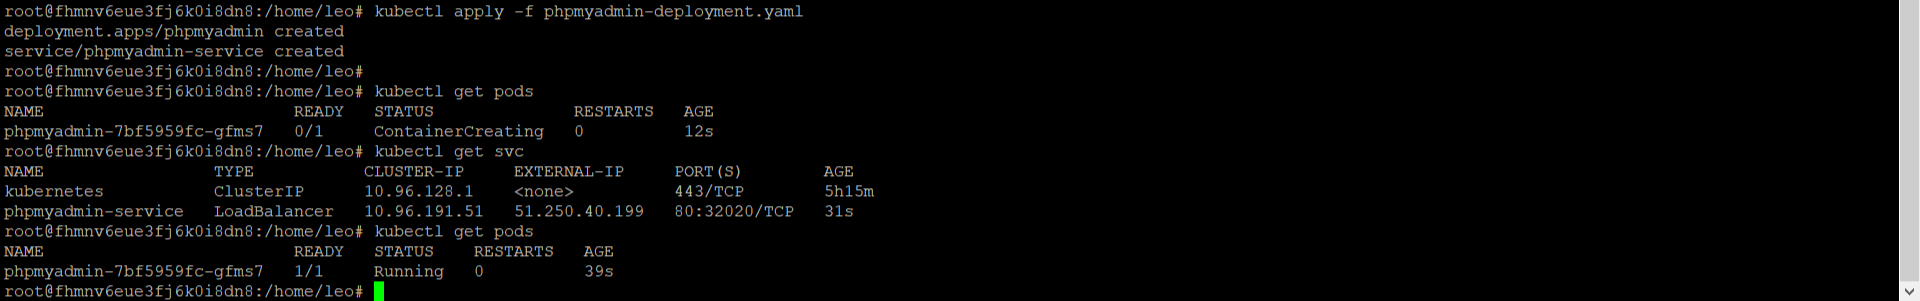 root@fhmnv6eue3fj6k0i8dn8:/home/leo# kubectl apply -f phpmyadmin-deployment.yaml
deployment.apps/phpmyadmin created
service/phpmyadmin-service created
root@fhmnv6eue3fj6k0i8dn8:/home/leo#
root@fhmnv6eue3fj6k0i8dn8:/home/leo# kubectl get pods
NAME                         READY   STATUS              RESTARTS   AGE
phpmyadmin-7bf5959fc-gfms7   0/1     ContainerCreating   0          12s
root@fhmnv6eue3fj6k0i8dn8:/home/leo# kubectl get svc
NAME                 TYPE           CLUSTER-IP     EXTERNAL-IP     PORT(S)        AGE
kubernetes           ClusterIP      10.96.128.1    <none>          443/TCP        5h15m
phpmyadmin-service   LoadBalancer   10.96.191.51   51.250.40.199   80:32020/TCP   31s
root@fhmnv6eue3fj6k0i8dn8:/home/leo# kubectl get pods
NAME                         READY   STATUS    RESTARTS   AGE
phpmyadmin-7bf5959fc-gfms7   1/1     Running   0          39s
root@fhmnv6eue3fj6k0i8dn8:/home/leo#